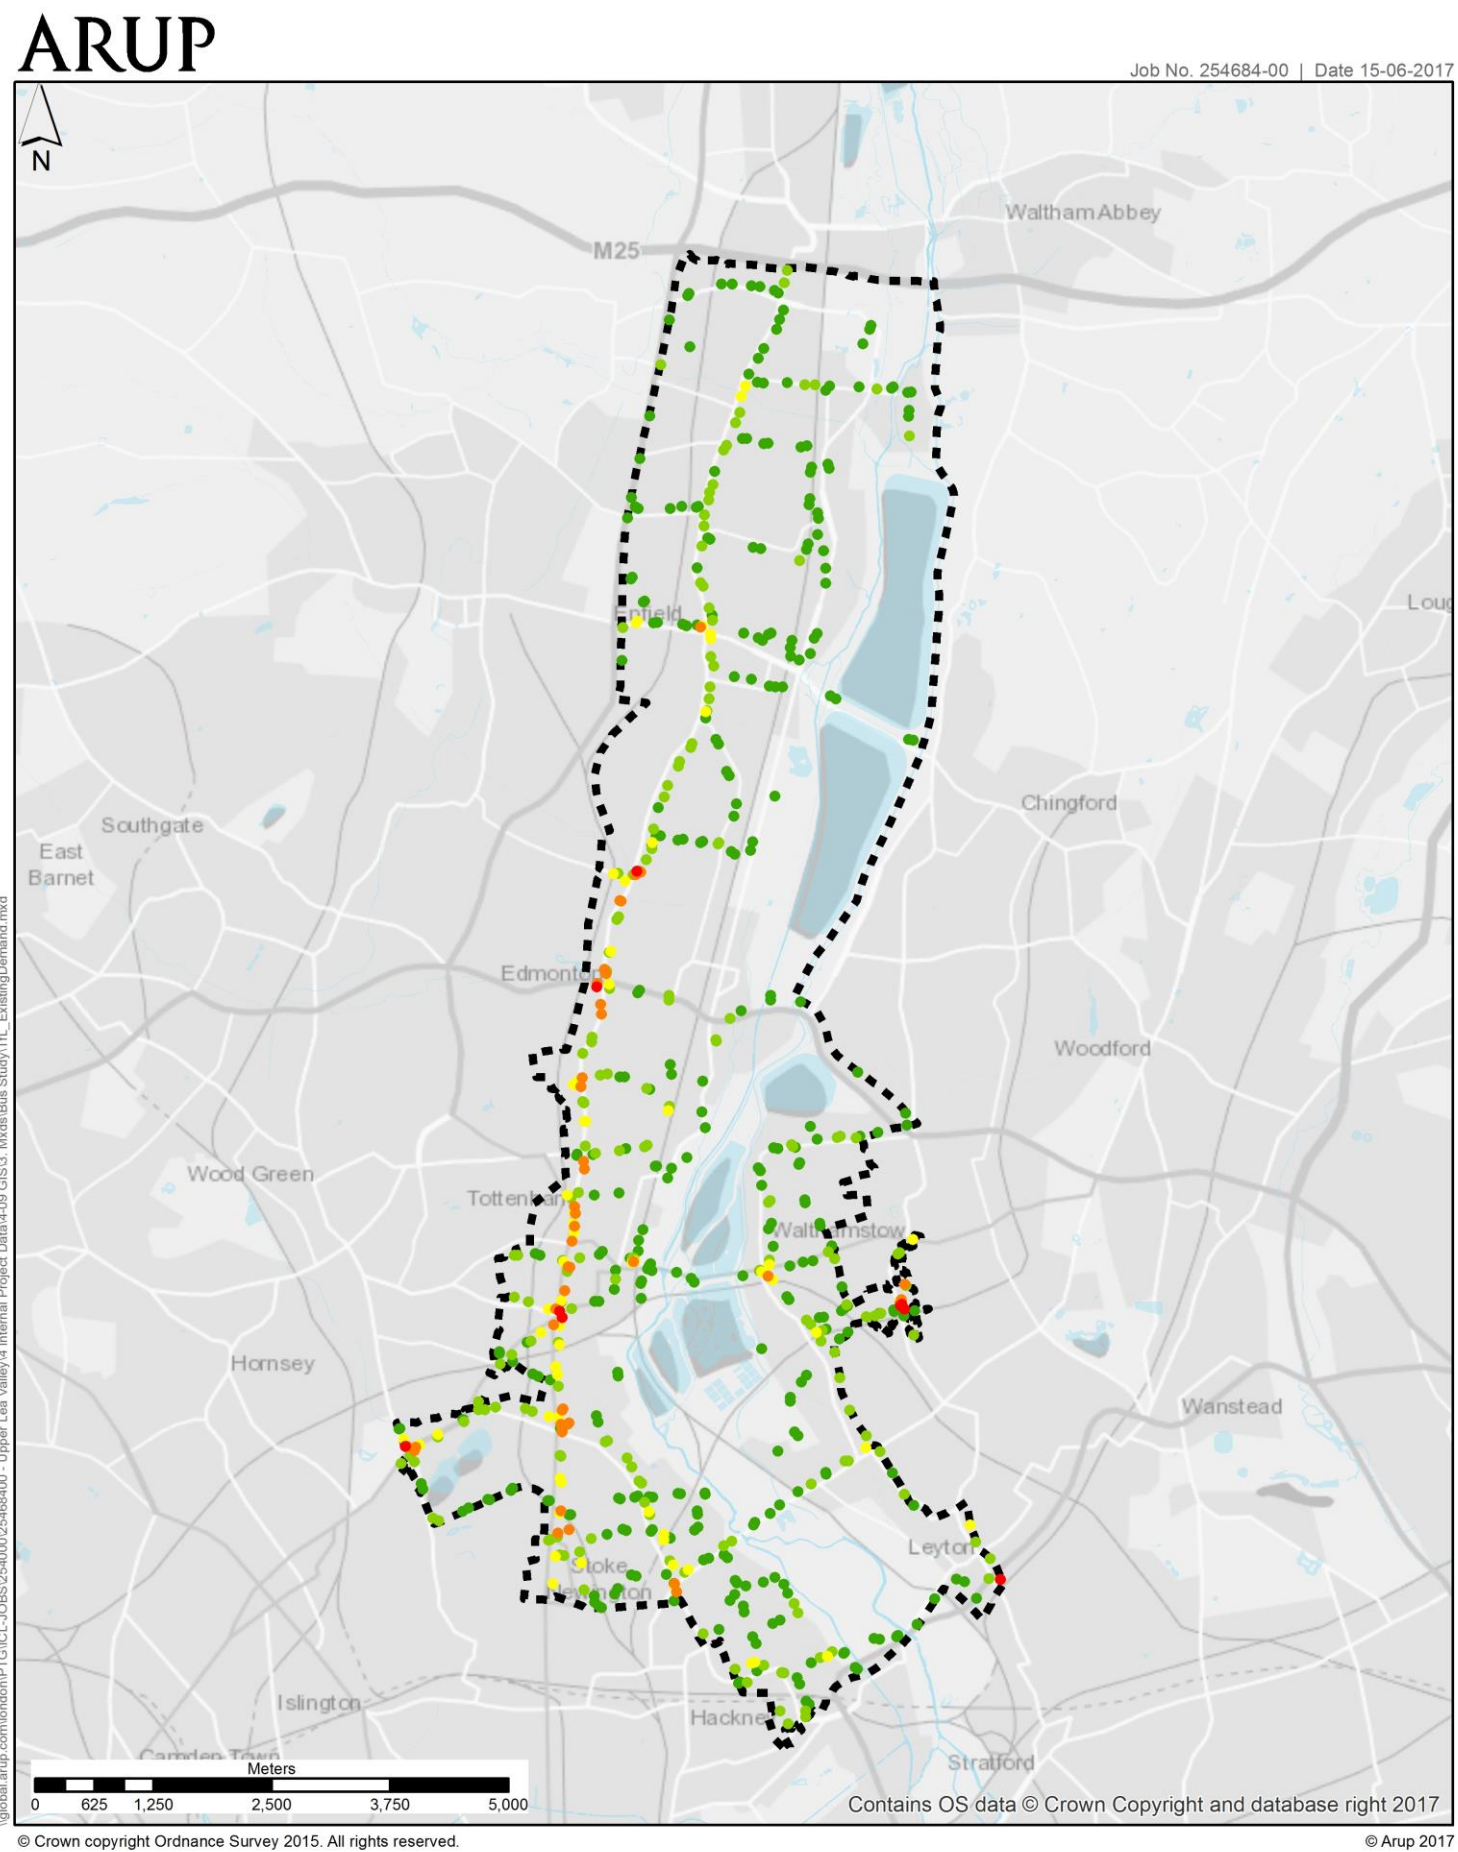 ARUP
Job No. 254684-00 | Date 15-06-2017
N
Waltham Abbey
M25
Enfield
Loug
Chingford
Southgate
East
Barnet
Edmonton
Woodford
Wood Green
Tottenham
Walthamstow
Hornsey
Wanstead
Leyton
Stoke
Newington
Islington
Hackne
Camden Town
Stratford
Meters
0 625 1,250 2,500 3,750 5,000
Contains OS data © Crown Copyright and database right 2017
© Crown copyright Ordnance Survey 2015. All rights reserved.
© Arup 2017